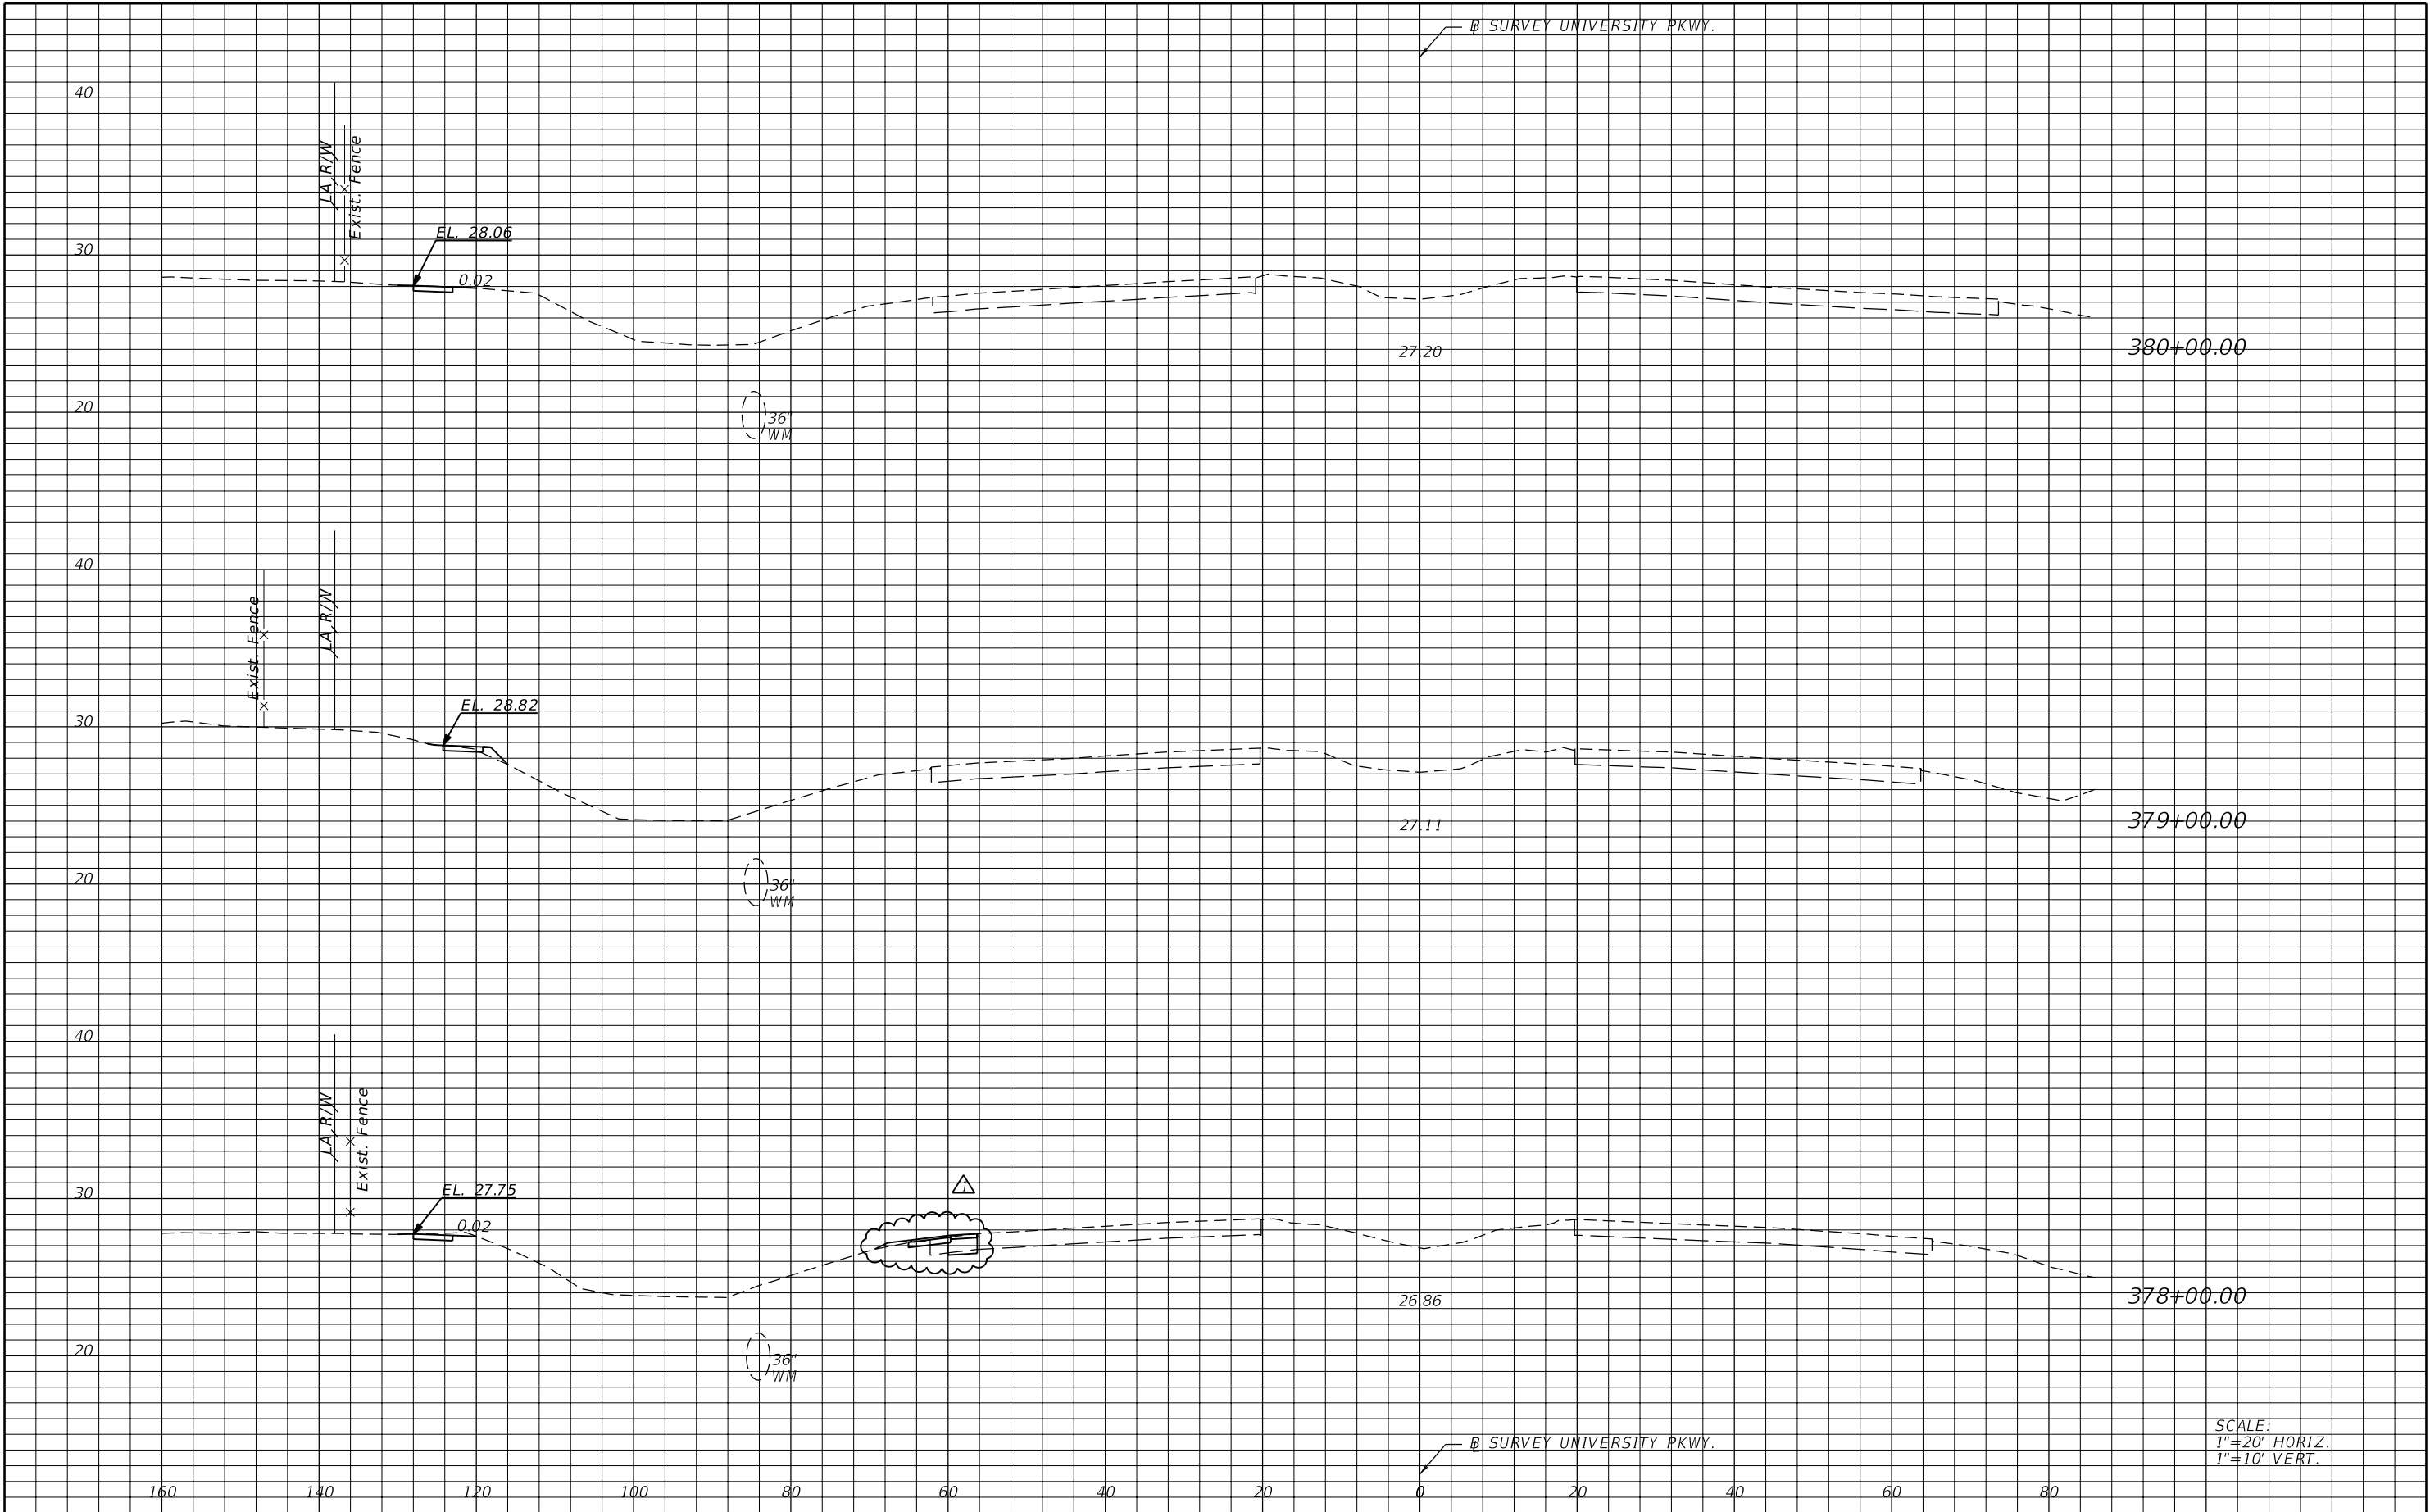 ℄ SURVEY UNIVERSITY PKWY.
40
LA R/W
Exist. Fence
30
EL. 28.06
0.02
27.20
380+00.00
20
36"
WM
40
Exist. Fence
LA R/W
30
EL. 28.82
27.11
379+00.00
20
36"
WM
40
LA R/W
Exist. Fence
30
EL. 27.75
0.02
1
26.86
378+00.00
20
36"
WM
℄ SURVEY UNIVERSITY PKWY.
SCALE:
1"=20' HORIZ.
1"=10' VERT.
160 140 120 100 80 60 40 20 0 20 40 60 80